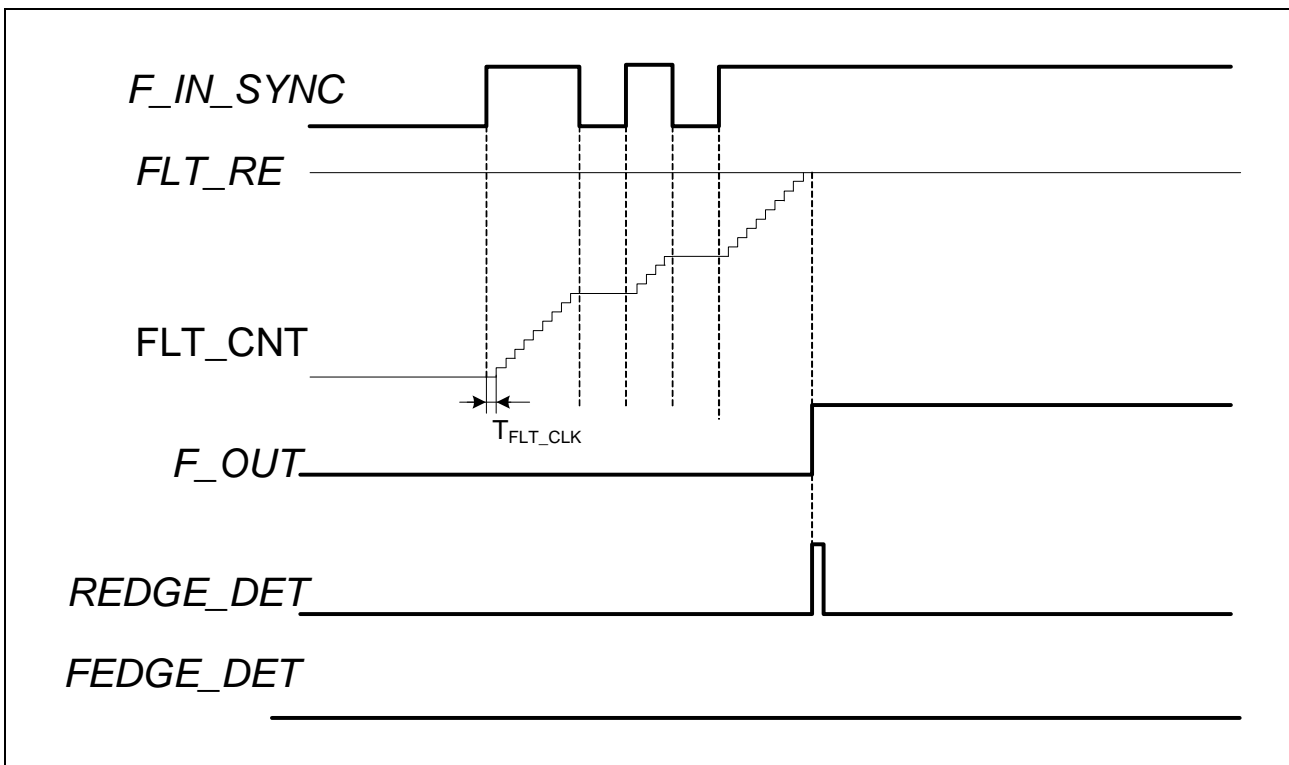 F_IN_SYNC
FLT_RE
FLT_CNT
TFLT_CLK
F_OUT
REDGE_DET
FEDGE_DET